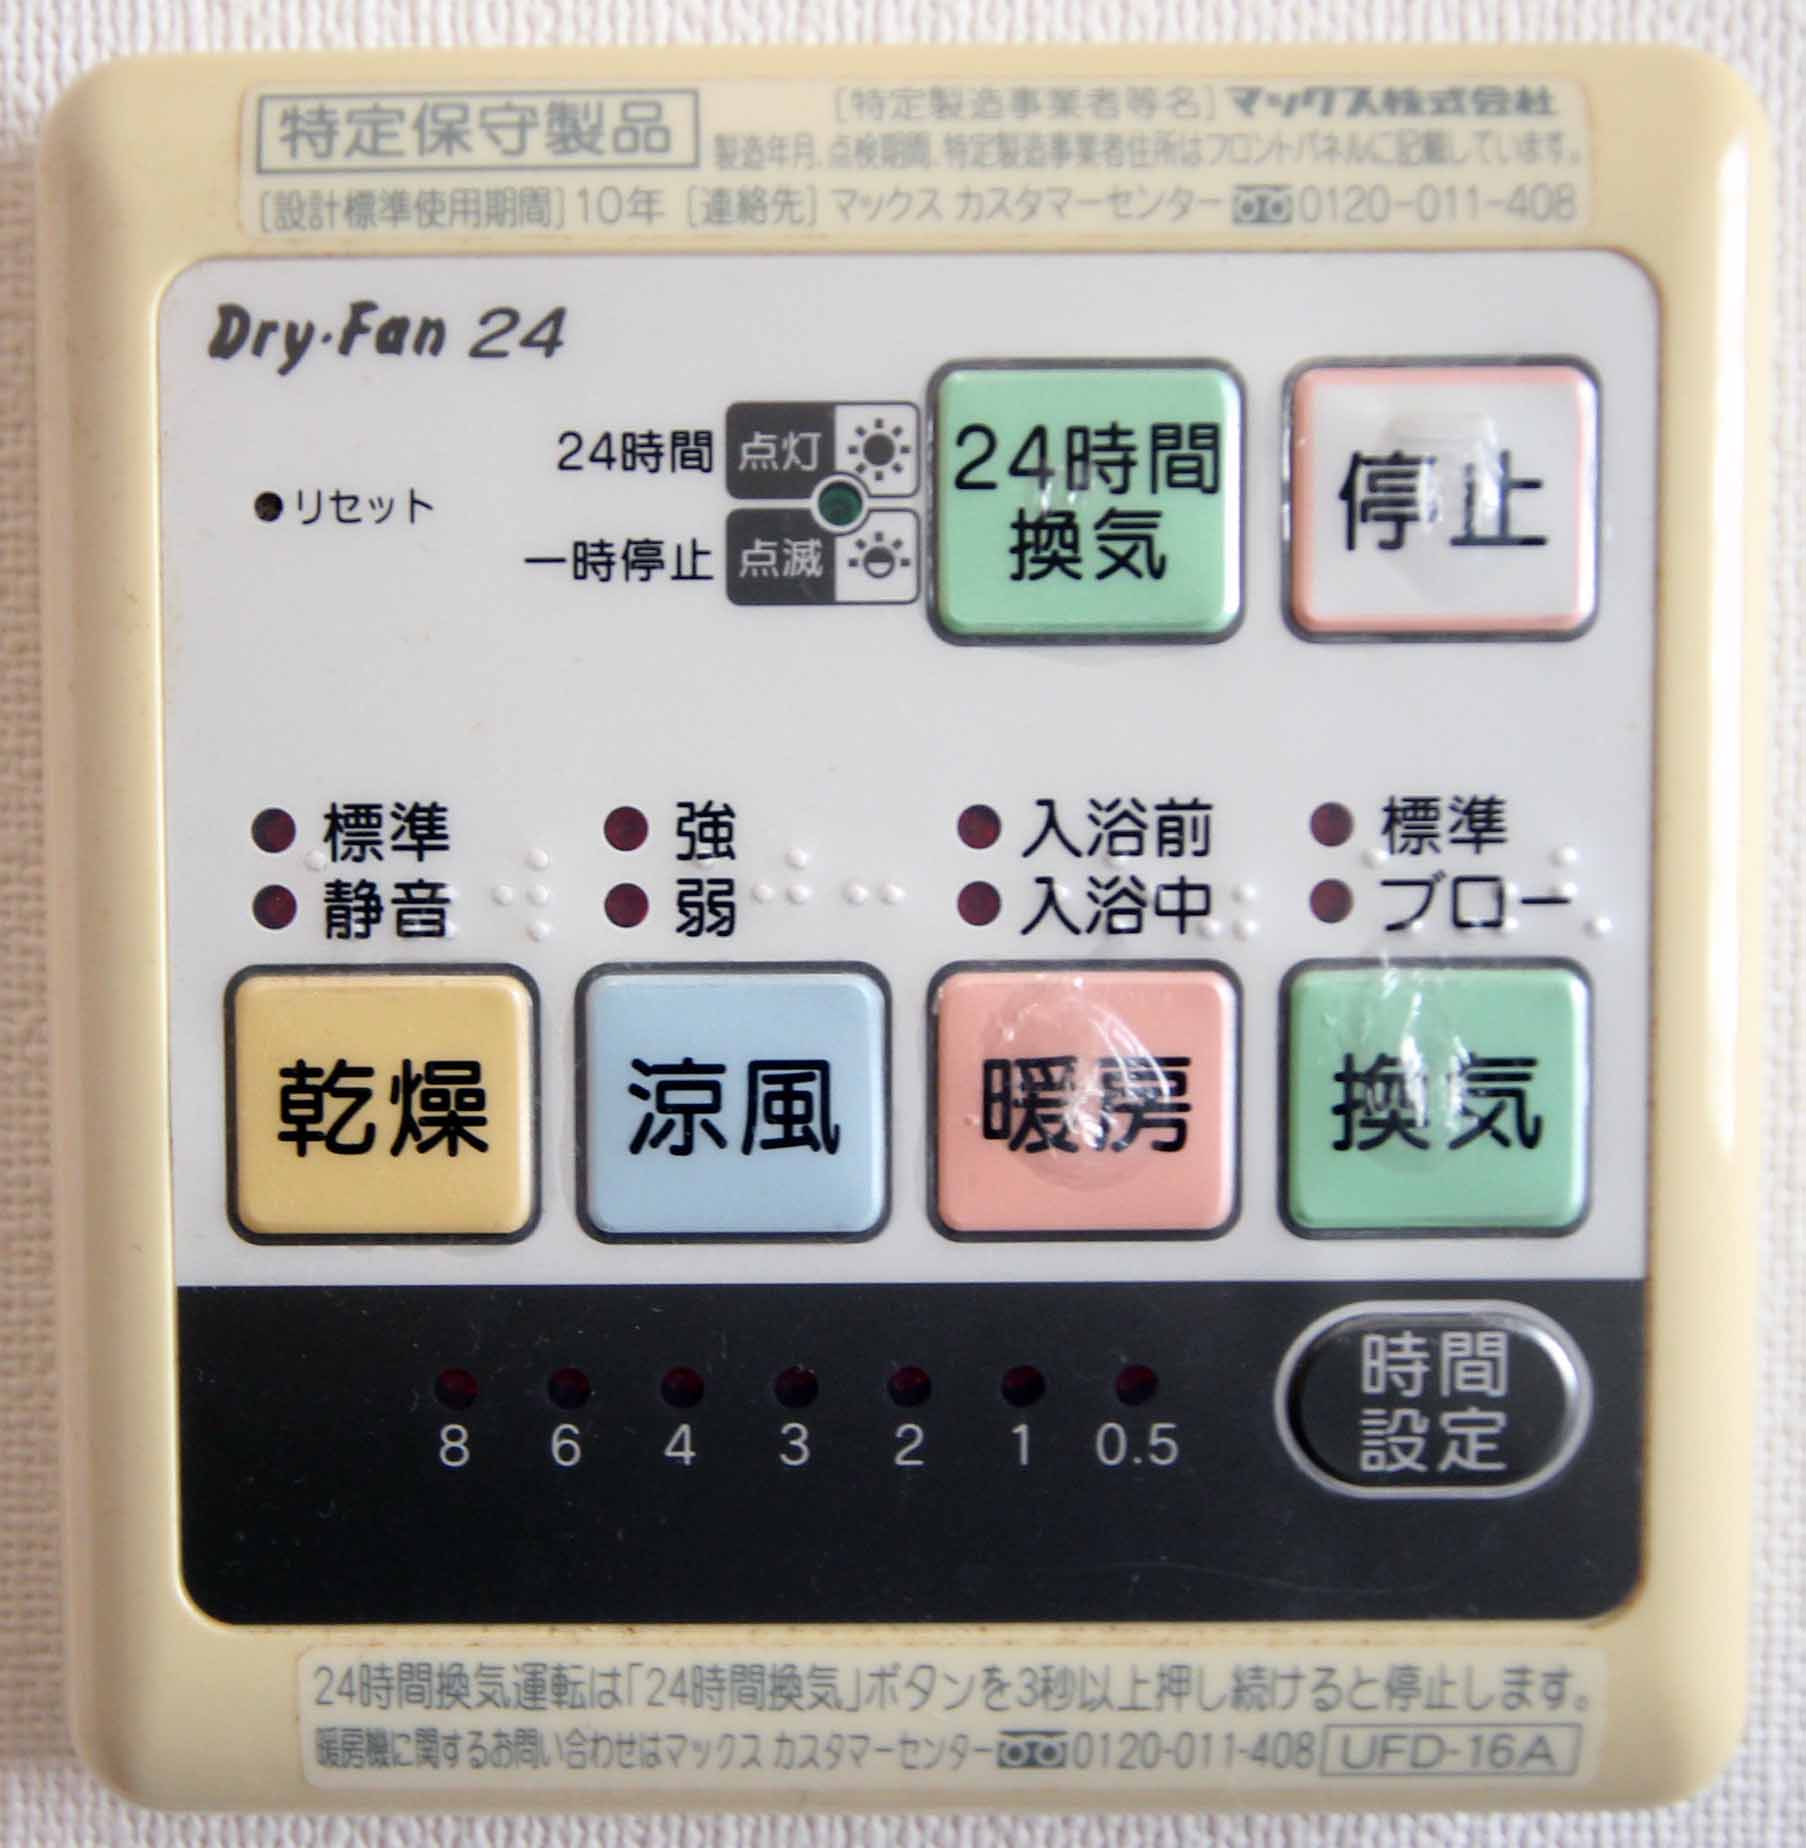 特定保守製品 [特定製造事業者等名] マックス株式会社
製造年月、点検期間、特定製造事業者住所はフロントパネルに記載しています。
[設計標準使用期間] 10年 [連絡先] マックス カスタマーセンター 0120-011-408
Dry・Fan 24
24時間 点灯
リセット
一時停止 点滅
24時間
換気
停止
標準 強 入浴前 標準
静音 弱 入浴中 ブロー
乾燥 涼風 暖房 換気
8 6 4 3 2 1 0.5
時間
設定
24時間換気運転は「24時間換気」ボタンを3秒以上押し続けると停止します。
暖房機に関するお問い合わせはマックス カスタマーセンター 0120-011-408 UFD-16A